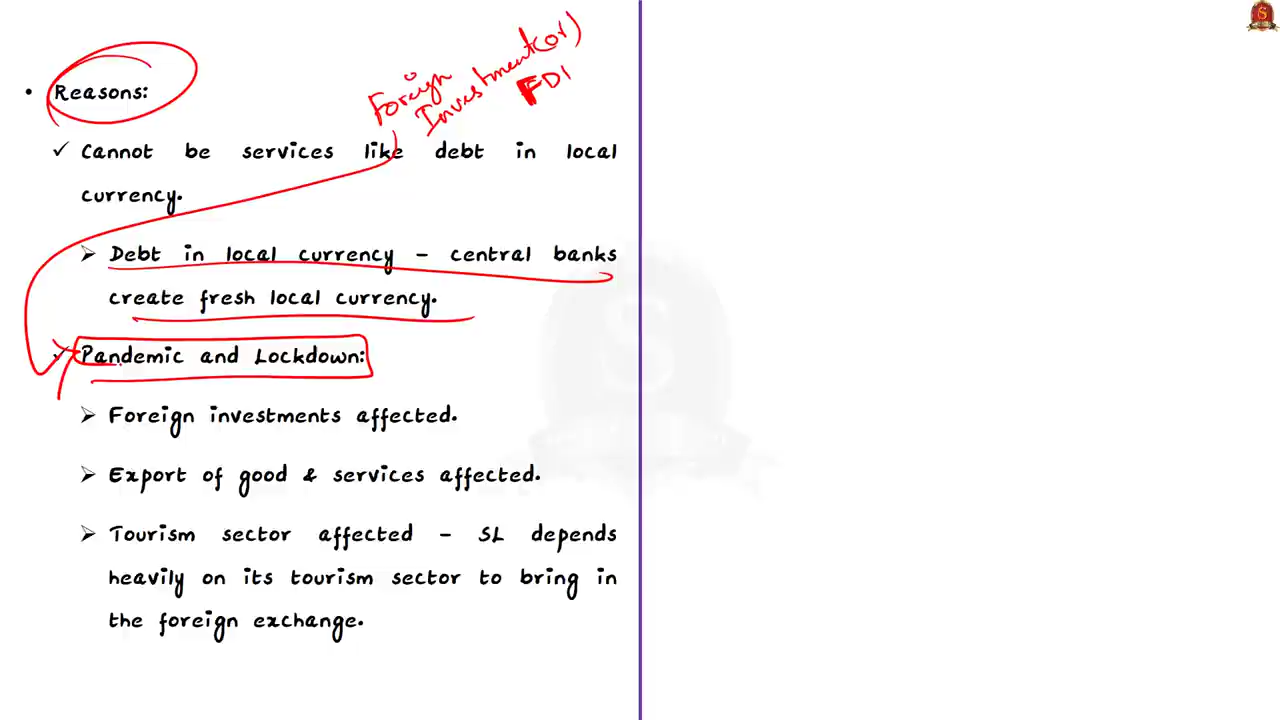 Foreign
Investment (or)
FDI
• Reasons:
✓ Cannot be services like debt in local
currency.
➢ Debt in local currency – central banks
create fresh local currency.
✓ Pandemic and Lockdown:
➢ Foreign investments affected.
➢ Export of good & services affected.
➢ Tourism sector affected – SL depends
heavily on its tourism sector to bring in
the foreign exchange.
S